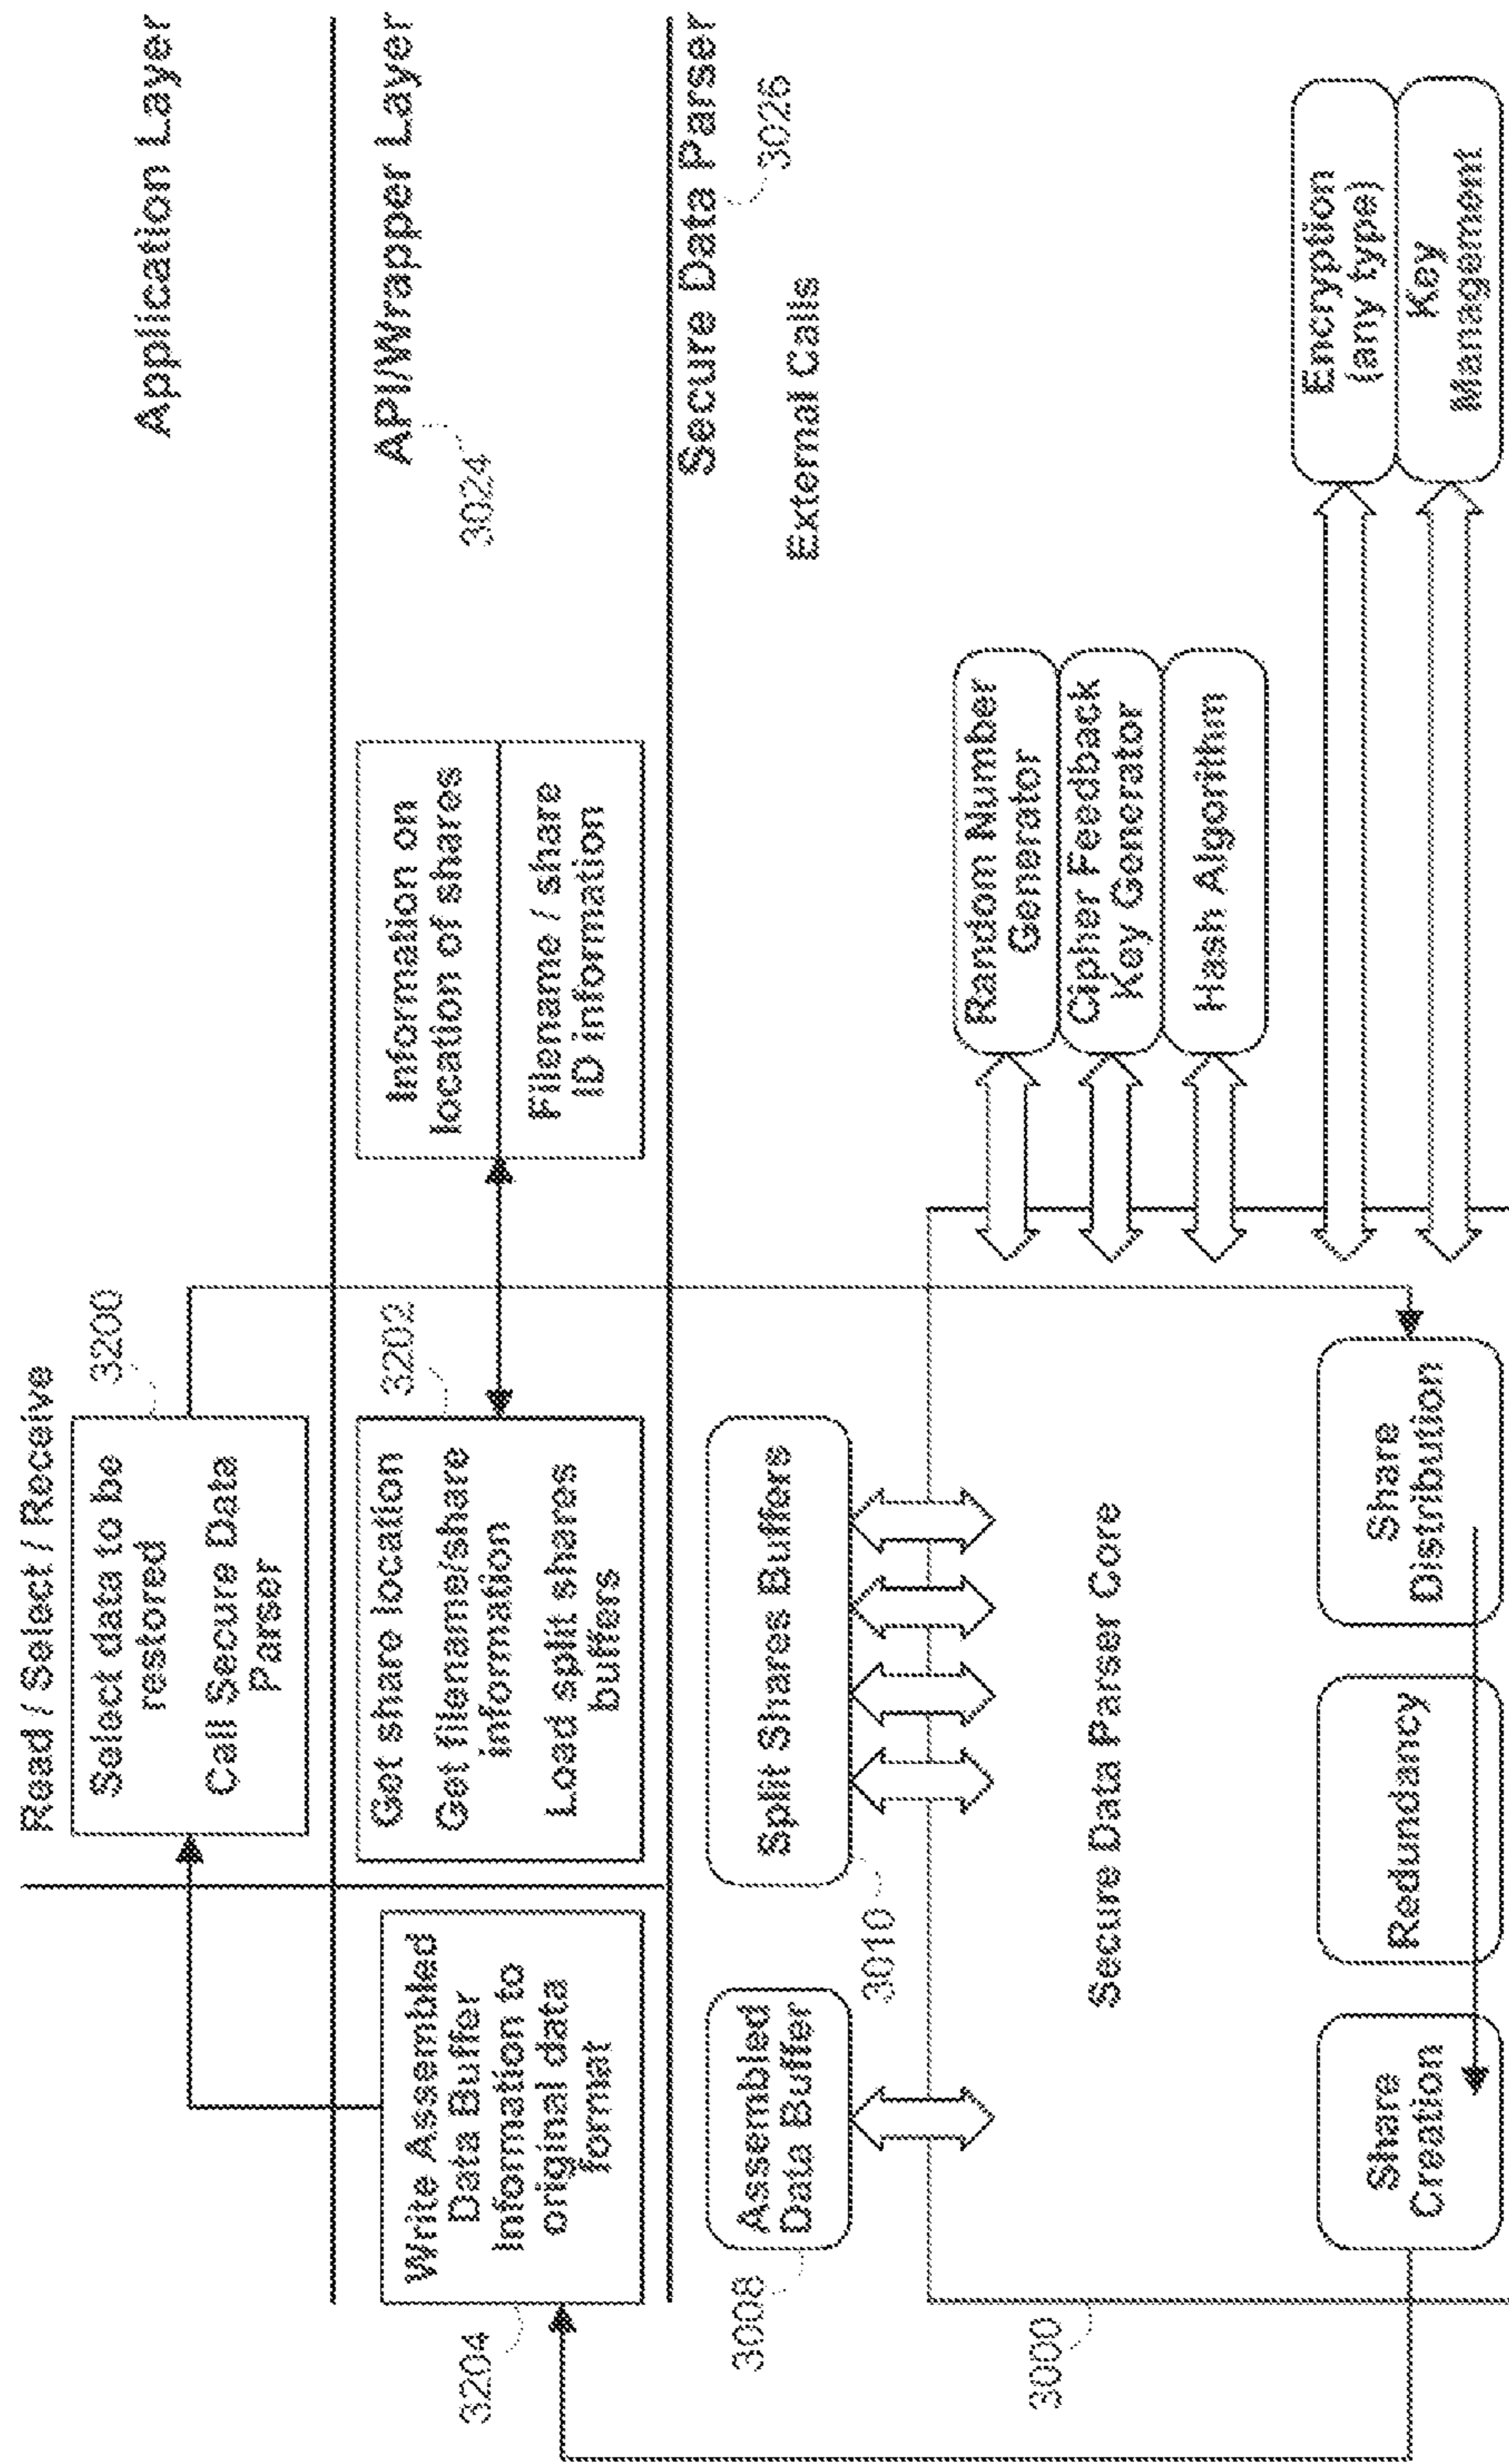 Application Layer
Read / Select / Receive
3200
Select data to be
restored
Call Secure Data
Parser
API/Wrapper Layer
3024
Write Assembled
Data Buffer
Information to
original data
format
3204
3202
Get share location
Get filename/share
information
Load split shares
buffers
Information on
location of shares
Filename / share
ID information
Secure Data Parser
3026
External Calls
Assembled
Data Buffer
3008
Split Shares Buffers
3010
3000
Secure Data Parser Core
Random Number
Generator
Cipher Feedback
Key Generator
Hash Algorithm
Share
Creation
Redundancy
Share
Distribution
Encryption
(any type)
Key
Management